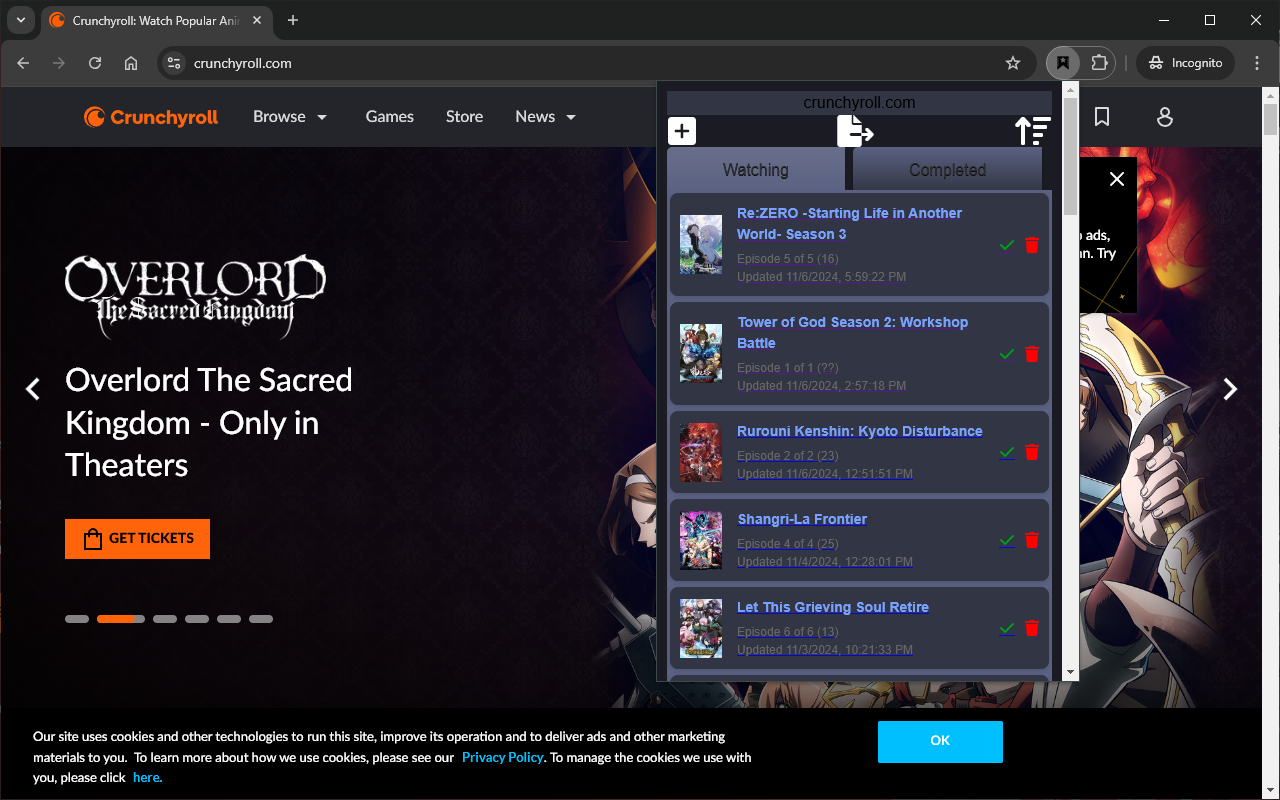 Crunchyroll: Watch Popular Ani
crunchyroll.com
Incognito
Crunchyroll
Browse
Games
Store
News
crunchyroll.com
Watching
Completed
Re:ZERO -Starting Life in Another
World- Season 3
Episode 5 of 5 (16)
Updated 11/6/2024, 5:59:22 PM
Tower of God Season 2: Workshop
Battle
Episode 1 of 1 (??)
Updated 11/6/2024, 2:57:18 PM
Rurouni Kenshin: Kyoto Disturbance
Episode 2 of 2 (23)
Updated 11/6/2024, 12:51:51 PM
Shangri-La Frontier
Episode 4 of 4 (25)
Updated 11/4/2024, 12:28:01 PM
Let This Grieving Soul Retire
Episode 6 of 6 (13)
Updated 11/3/2024, 10:21:33 PM
ads,
Try
OVERLORD
The Sacred Kingdom
Overlord The Sacred
Kingdom - Only in
Theaters
GET TICKETS
Our site uses cookies and other technologies to run this site, improve its operation and to deliver ads and other marketing
materials to you. To learn more about how we use cookies, please see our Privacy Policy. To manage the cookies we use with
you, please click here.
OK